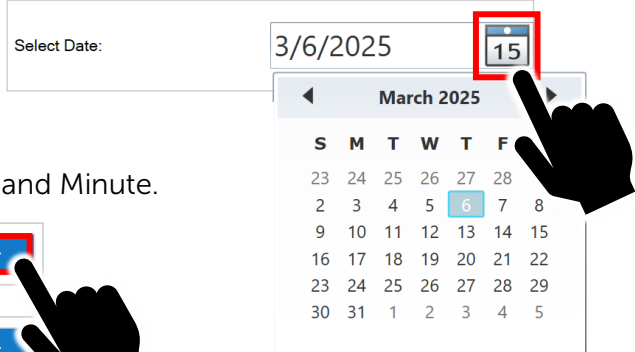 Select Date:
3/6/2025
15
March 2025
S M T W T F
23 24 25 26 27 28
2 3 4 5 6 7 8
9 10 11 12 13 14 15
16 17 18 19 20 21 22
23 24 25 26 27 28 29
30 31 1 2 3 4 5
and Minute.